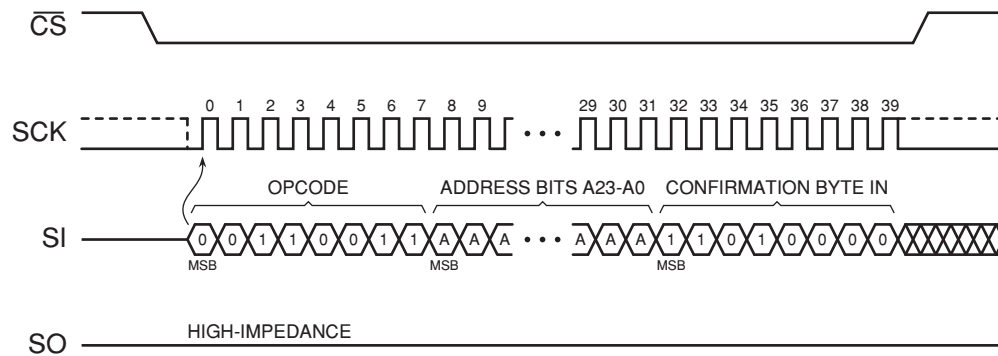 C̅S̅
0 1 2 3 4 5 6 7 8 9 29 30 31 32 33 34 35 36 37 38 39
SCK
OPCODE ADDRESS BITS A23-A0 CONFIRMATION BYTE IN
SI 0 0 1 1 0 0 1 1 A A A • • • A A A 1 1 0 1 0 0 0 0
MSB MSB MSB
HIGH-IMPEDANCE
SO